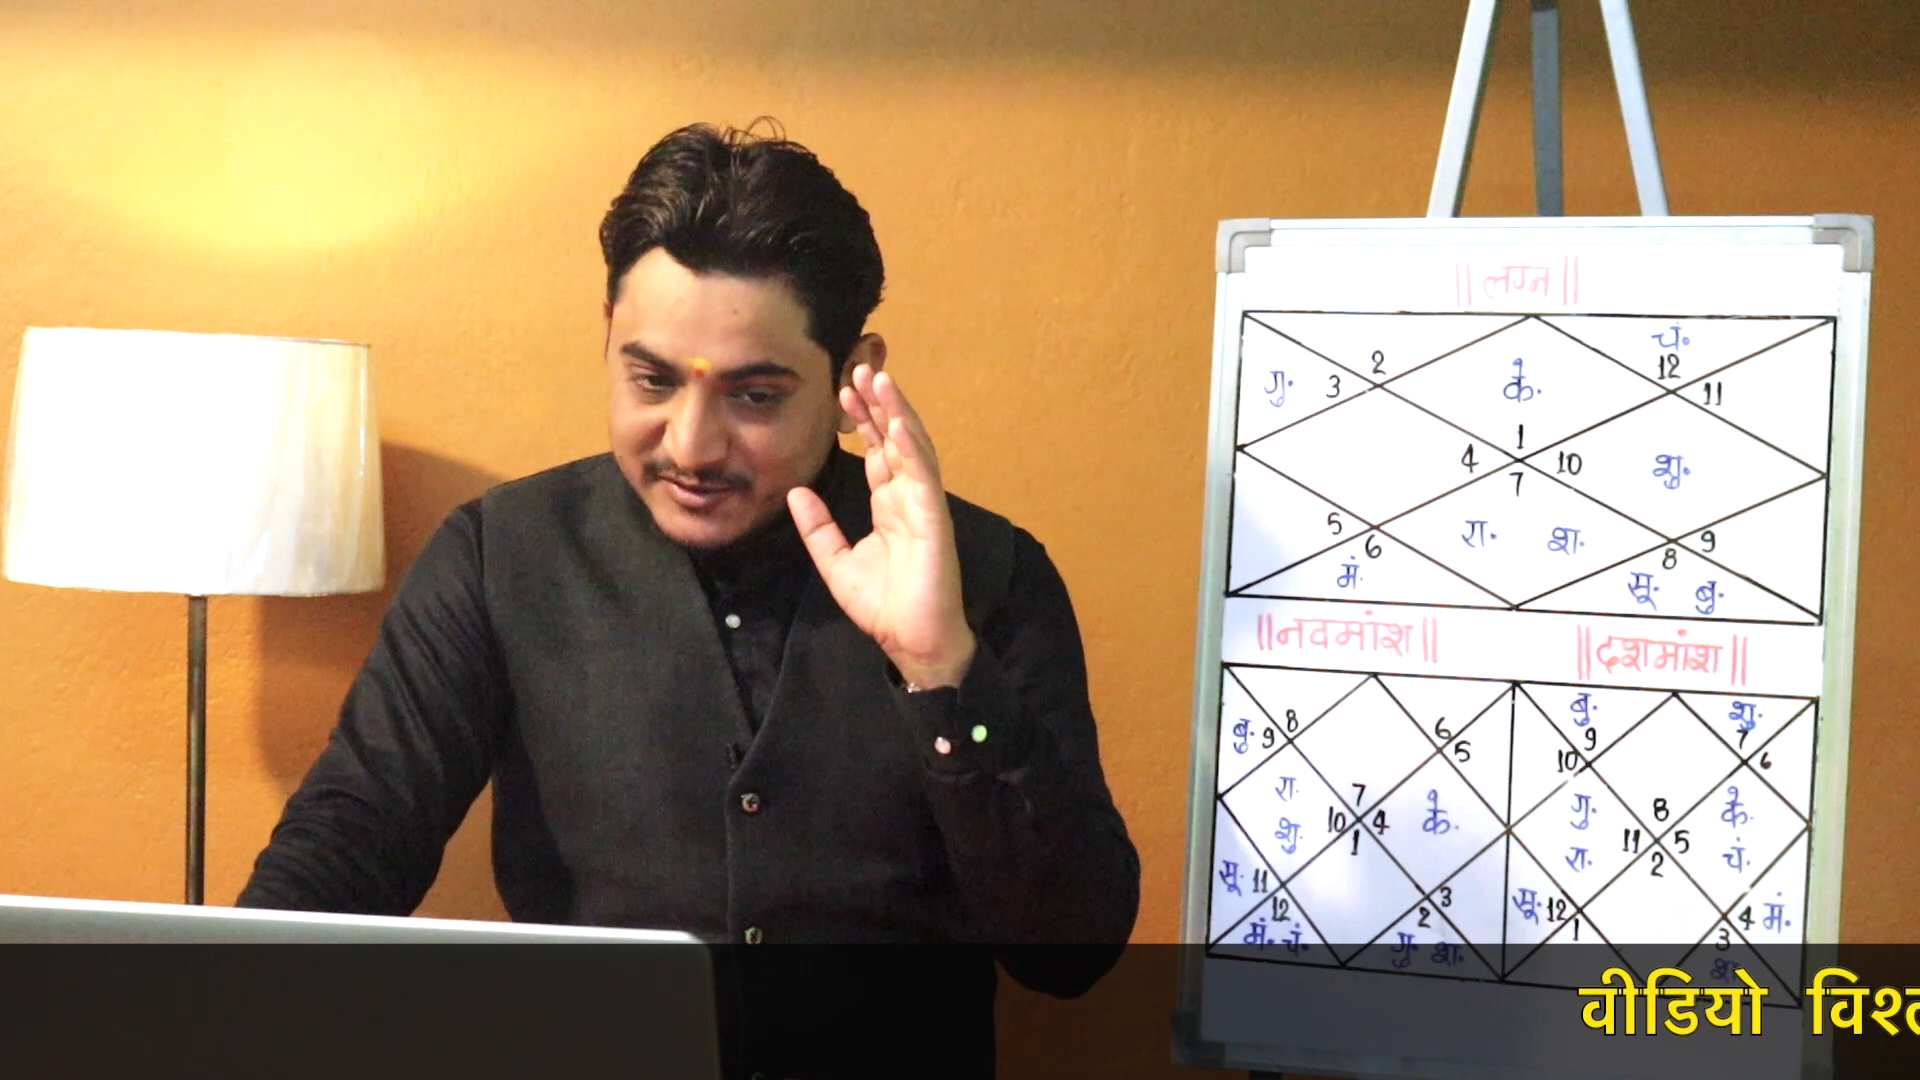 ॥ लग्न ॥
चं॰
गु॰ 3 2 के॰ 12 11
1
4 10 शु॰
7
5 रा॰ श॰ 9
6 8
मं॰ सू॰ बु॰
॥नवमांश॥ ॥दशमांश॥
बु॰ 9 8 6 5
रा॰ 7 के॰
शु॰ 10 4
1
सू॰ 11 3
12 2
मं॰ चं॰ गु॰ श॰
बु॰ शु॰
10 9 7 6
गु॰ 8 के॰
रा॰ 11 5 चं॰
2
सू॰ 12 4 मं॰
1 3
श॰
वीडियो